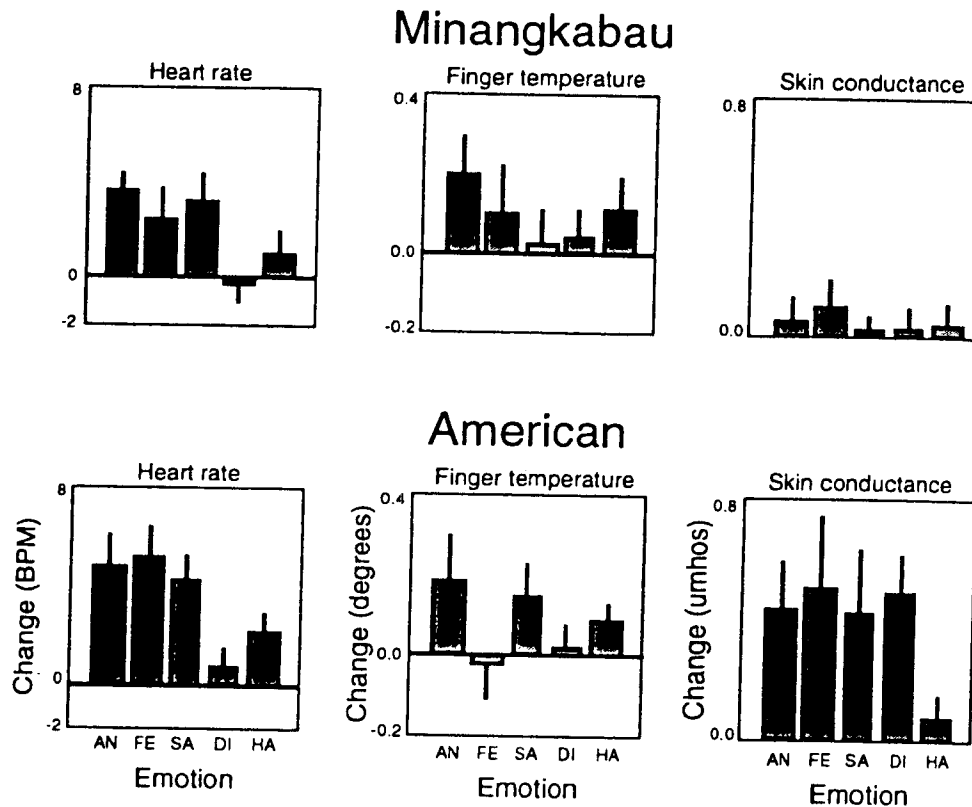 Minangkabau
Heart rate
Finger temperature
Skin conductance
8
0
-2
0.4
0.0
-0.2
0.8
0.0
American
Heart rate
Finger temperature
Skin conductance
Change (BPM)
8
0
-2
Change (degrees)
0.4
0.0
-0.2
Change (umhos)
0.8
0.0
AN FE SA DI HA
AN FE SA DI HA
AN FE SA DI HA
Emotion
Emotion
Emotion